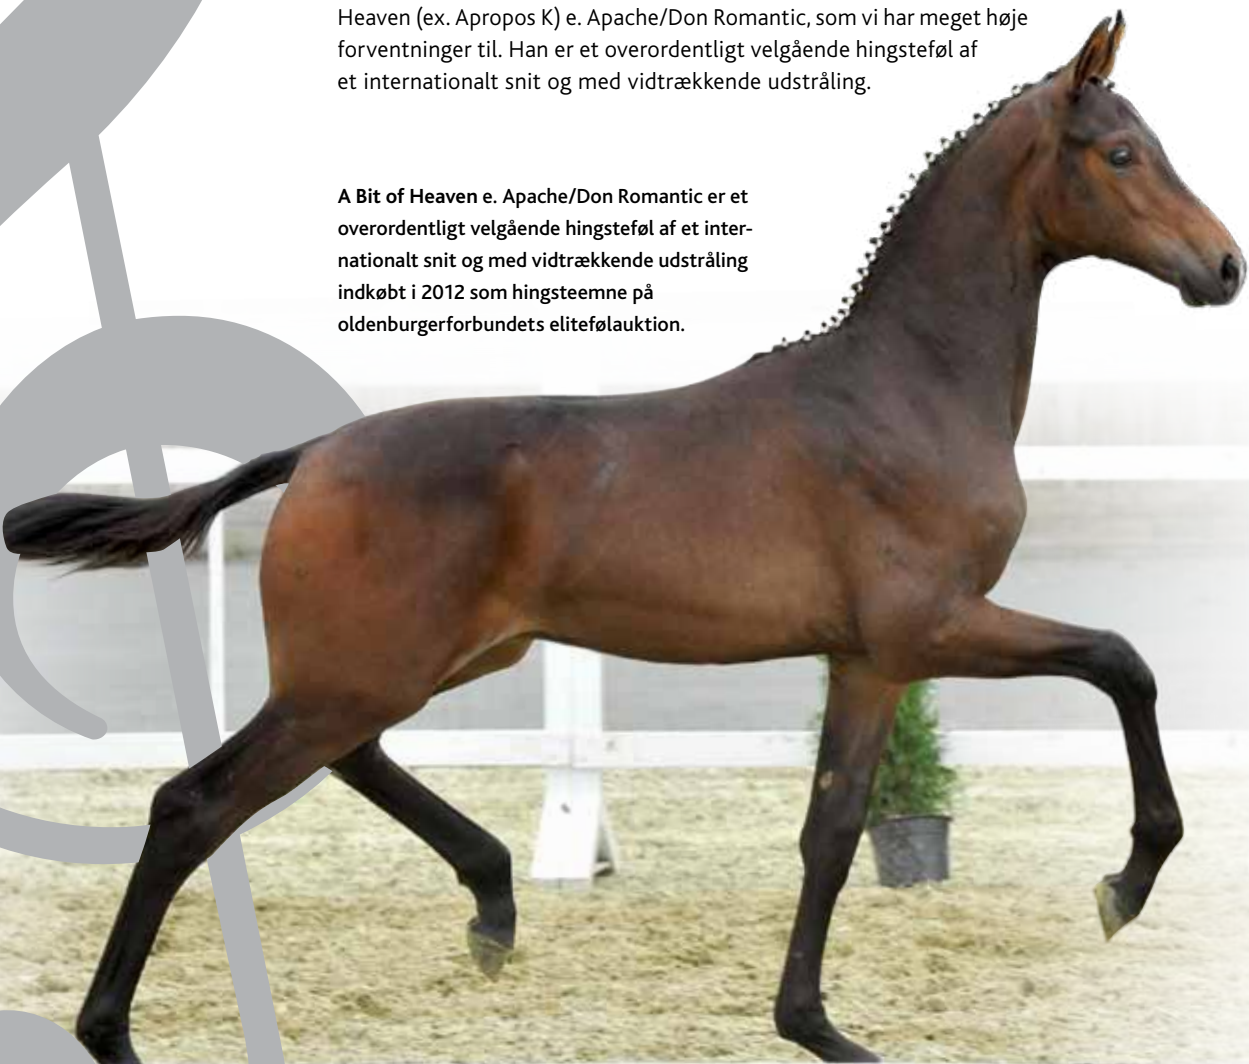 Heaven (ex. Apropos K) e. Apache/Don Romantic, som vi har meget høje
forventninger til. Han er et overordentligt velgående hingsteføl af
et internationalt snit og med vidtrækkende udstråling.
A Bit of Heaven e. Apache/Don Romantic er et
overordentligt velgående hingsteføl af et inter-
nationalt snit og med vidtrækkende udstråling
indkøbt i 2012 som hingsteemne på
oldenburgerforbundets elitefølauktion.